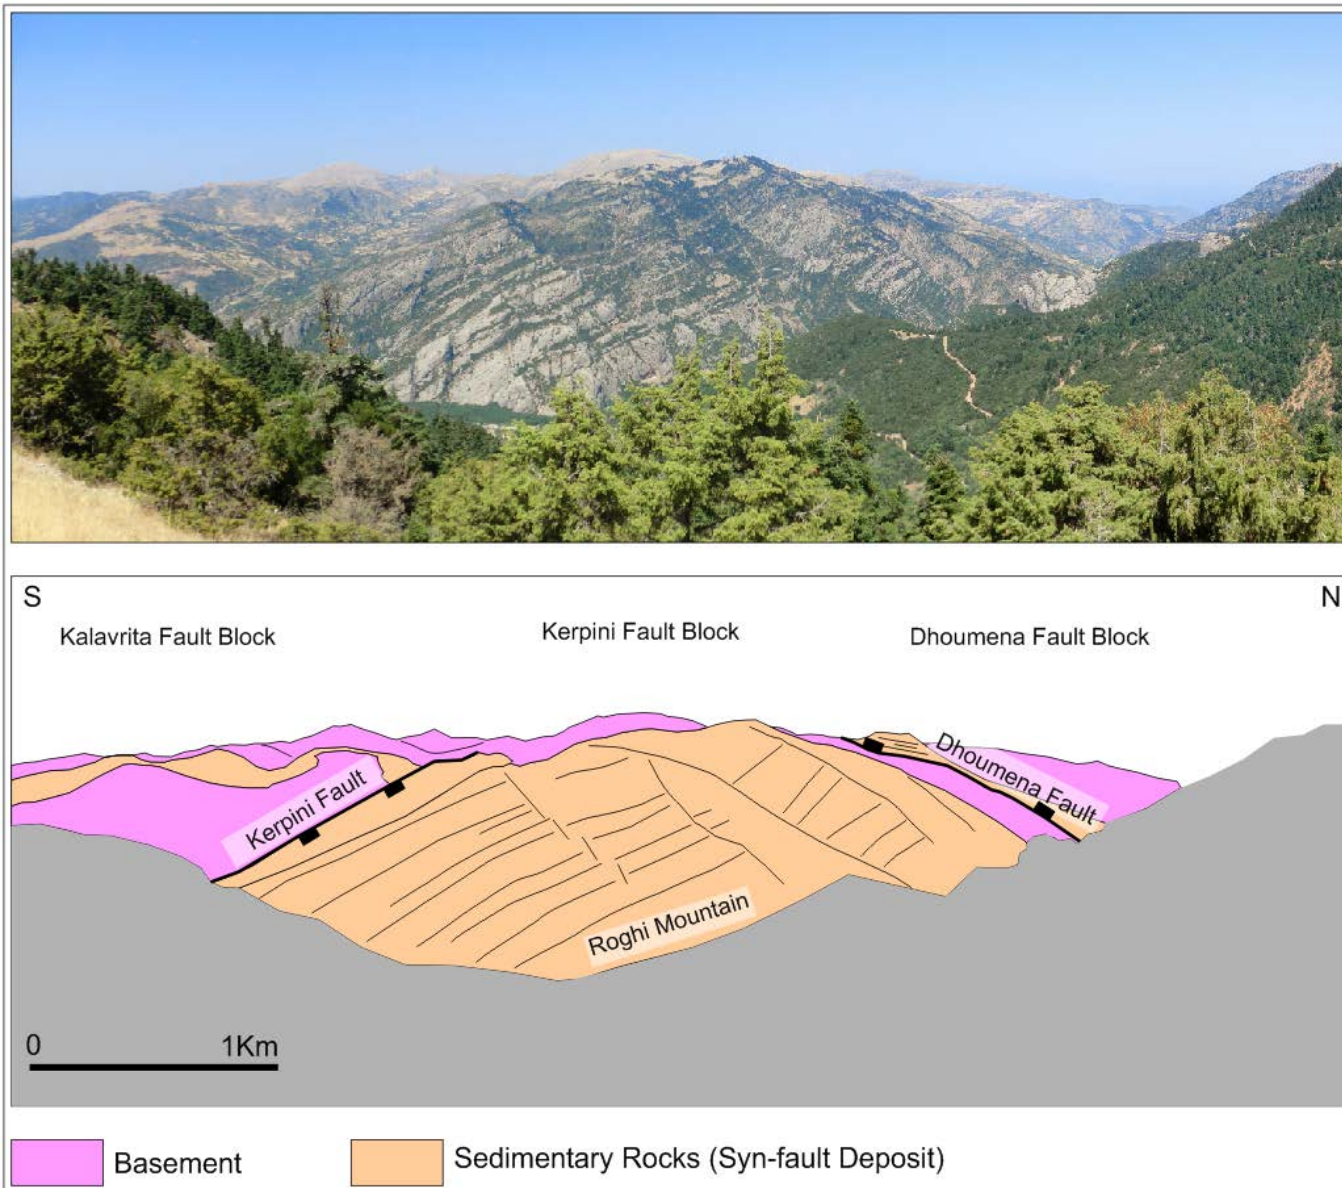 S
N
Kalavrita Fault Block
Kerpini Fault Block
Dhoumena Fault Block
Kerpini Fault
Dhoumena Fault
Roghi Mountain
0
1Km
Basement
Sedimentary Rocks (Syn-fault Deposit)